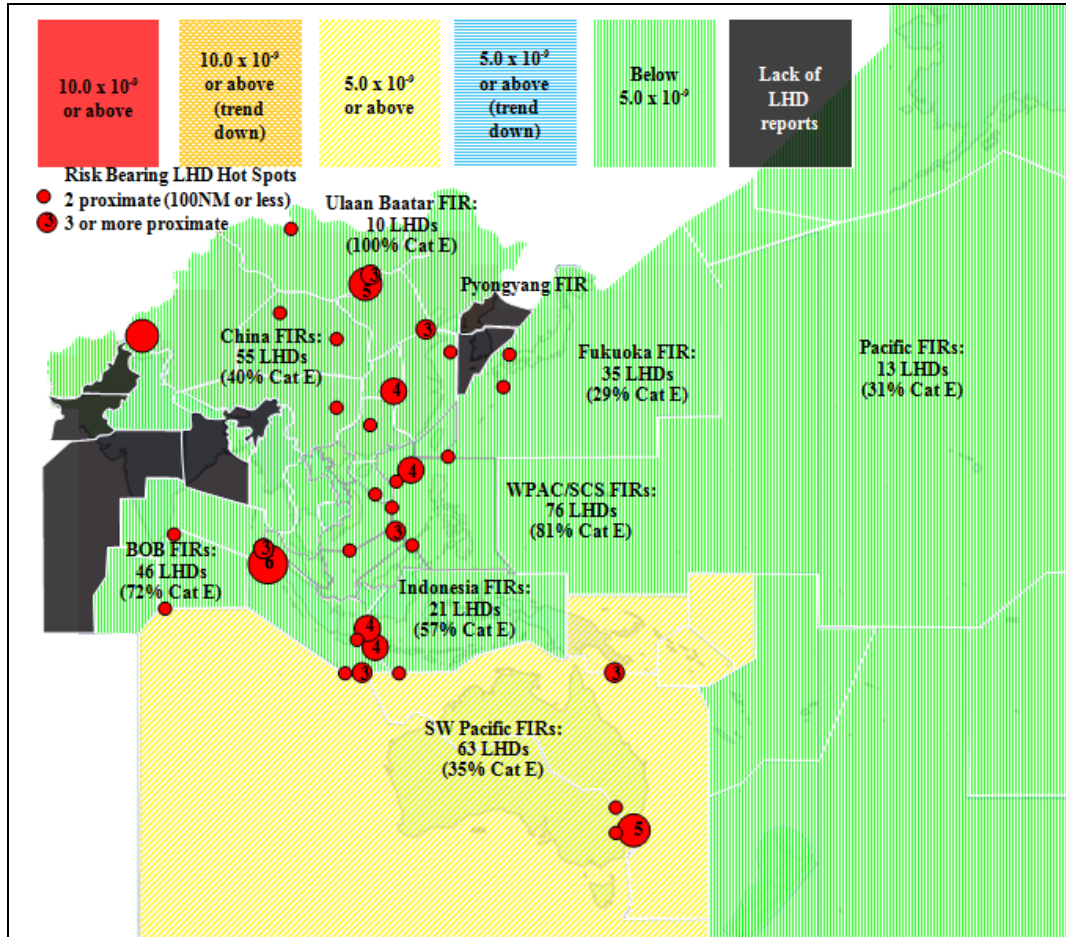 10.0 x 10⁻⁹
or above
10.0 x 10⁻⁹
or above
(trend
down)
5.0 x 10⁻⁹
or above
5.0 x 10⁻⁹
or above
(trend
down)
Below
5.0 x 10⁻⁹
Lack of
LHD
reports
Risk Bearing LHD Hot Spots
2 proximate (100NM or less)
3
3 or more proximate
Ulaan Baatar FIR:
10 LHDs
(100% Cat E)
3
5
Pyongyang FIR
3
China FIRs:
55 LHDs
(40% Cat E)
Fukuoka FIR:
35 LHDs
(29% Cat E)
Pacific FIRs:
13 LHDs
(31% Cat E)
4
4
WPAC/SCS FIRs:
76 LHDs
(81% Cat E)
3
BOB FIRs:
46 LHDs
(72% Cat E)
3
6
Indonesia FIRs:
21 LHDs
(57% Cat E)
4
4
3
3
SW Pacific FIRs:
63 LHDs
(35% Cat E)
5